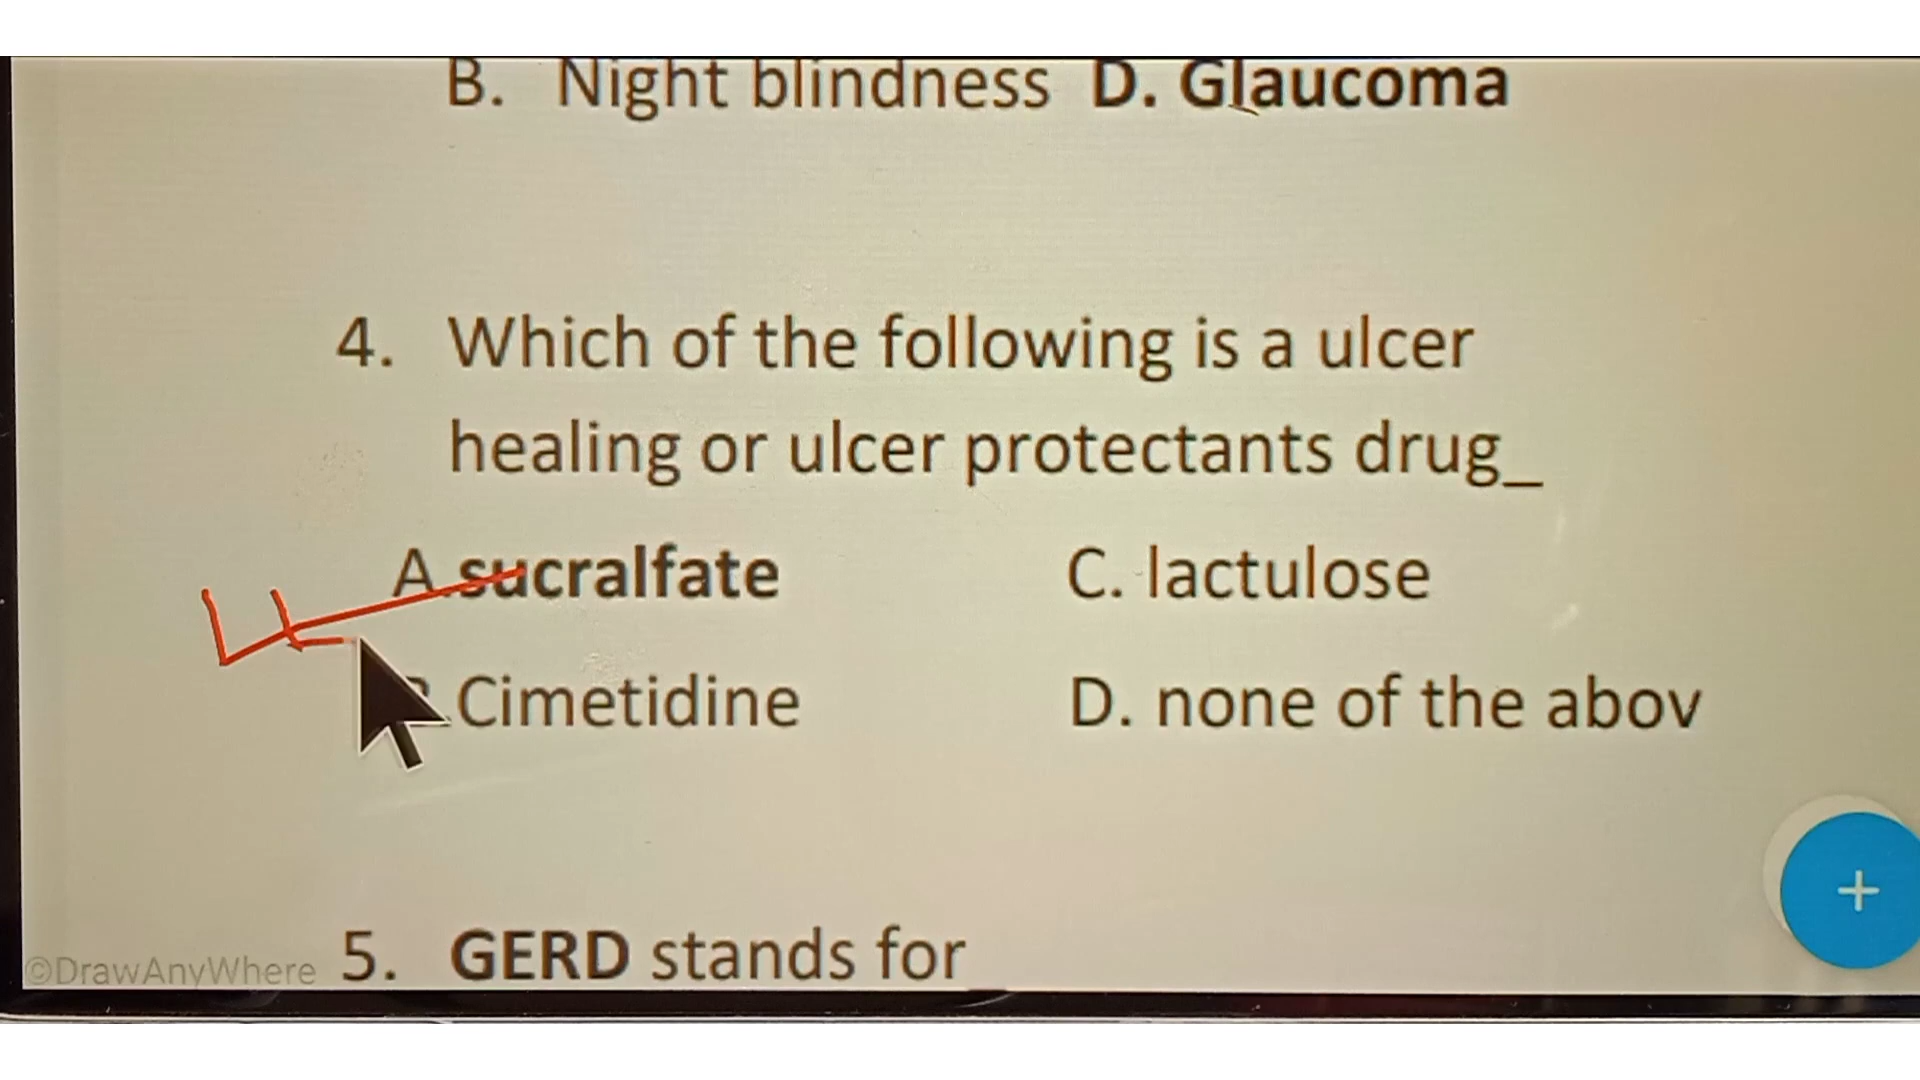 B. Night blindness D. Glaucoma
4. Which of the following is a ulcer
healing or ulcer protectants drug_
A.sucralfate C. lactulose
Cimetidine D. none of the abov
5. GERD stands for
©DrawAnyWhere